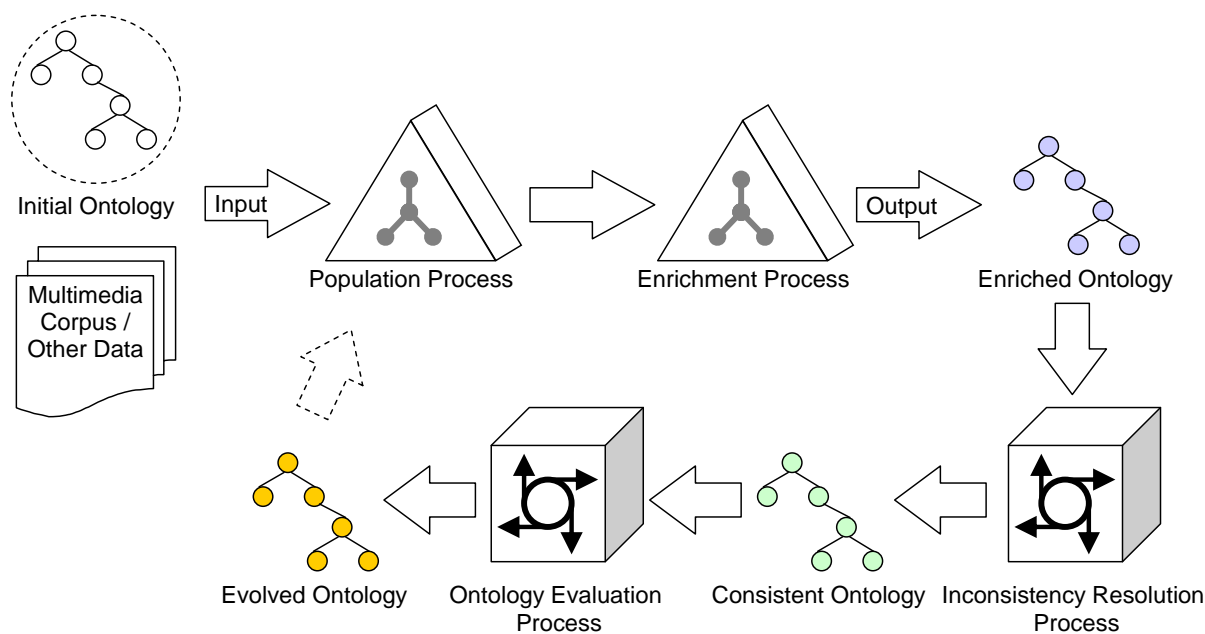 Initial Ontology
Input
Output
Multimedia
Corpus /
Other Data
Population Process
Enrichment Process
Enriched Ontology
Evolved Ontology
Ontology Evaluation
Process
Consistent Ontology
Inconsistency Resolution
Process